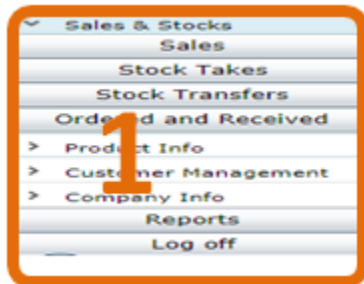 Sales & Stocks
Sales
Stock Takes
Stock Transfers
Ordered and Received
Product Info
Customer Management
Company Info
Reports
Log off
1